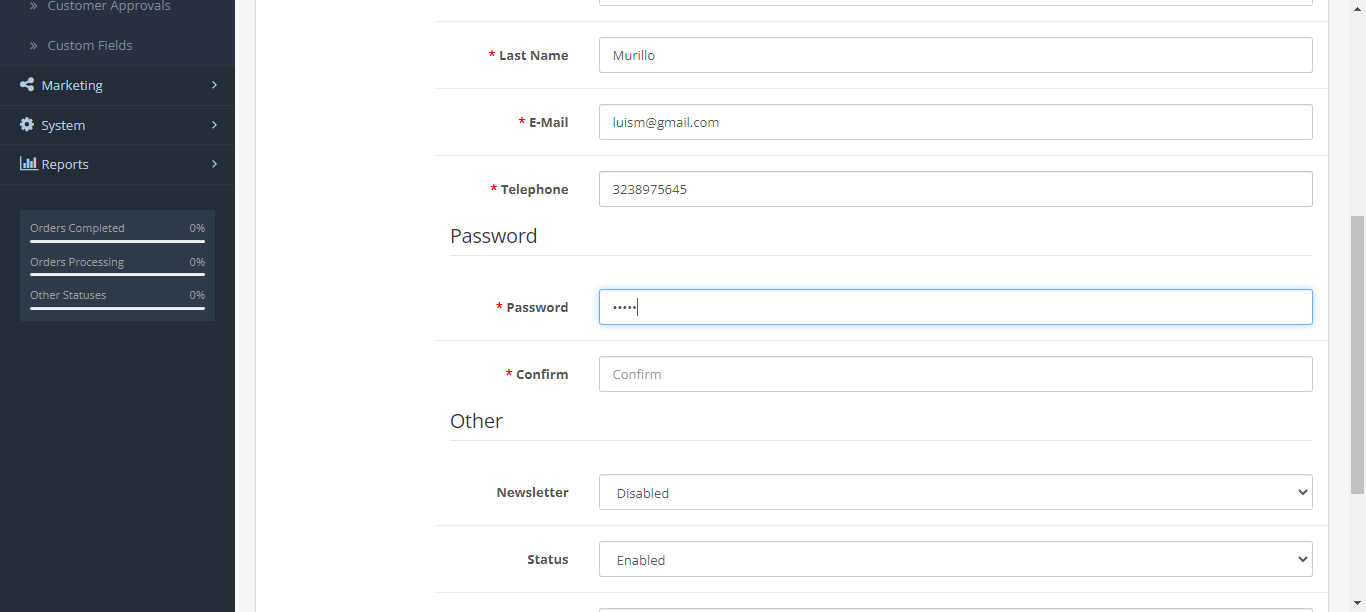 Customer Approvals
Custom Fields
Marketing
System
Reports
Orders Completed 0%
Orders Processing 0%
Other Statuses 0%
* Last Name Murillo
* E-Mail luism@gmail.com
* Telephone 3238975645
Password
* Password •••••
* Confirm Confirm
Other
Newsletter Disabled
Status Enabled